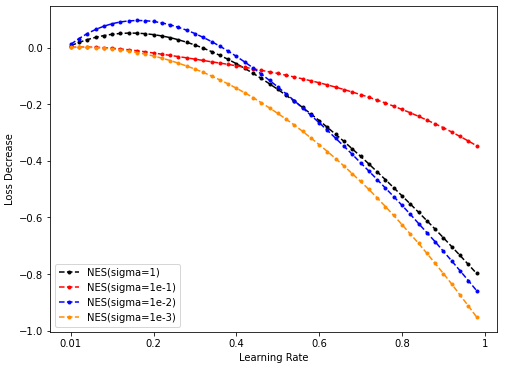 0.0
−0.2
−0.4
−0.6
−0.8
−1.0
Loss Decrease
NES(sigma=1)
NES(sigma=1e-1)
NES(sigma=1e-2)
NES(sigma=1e-3)
0.01 0.2 0.4 0.6 0.8 1
Learning Rate